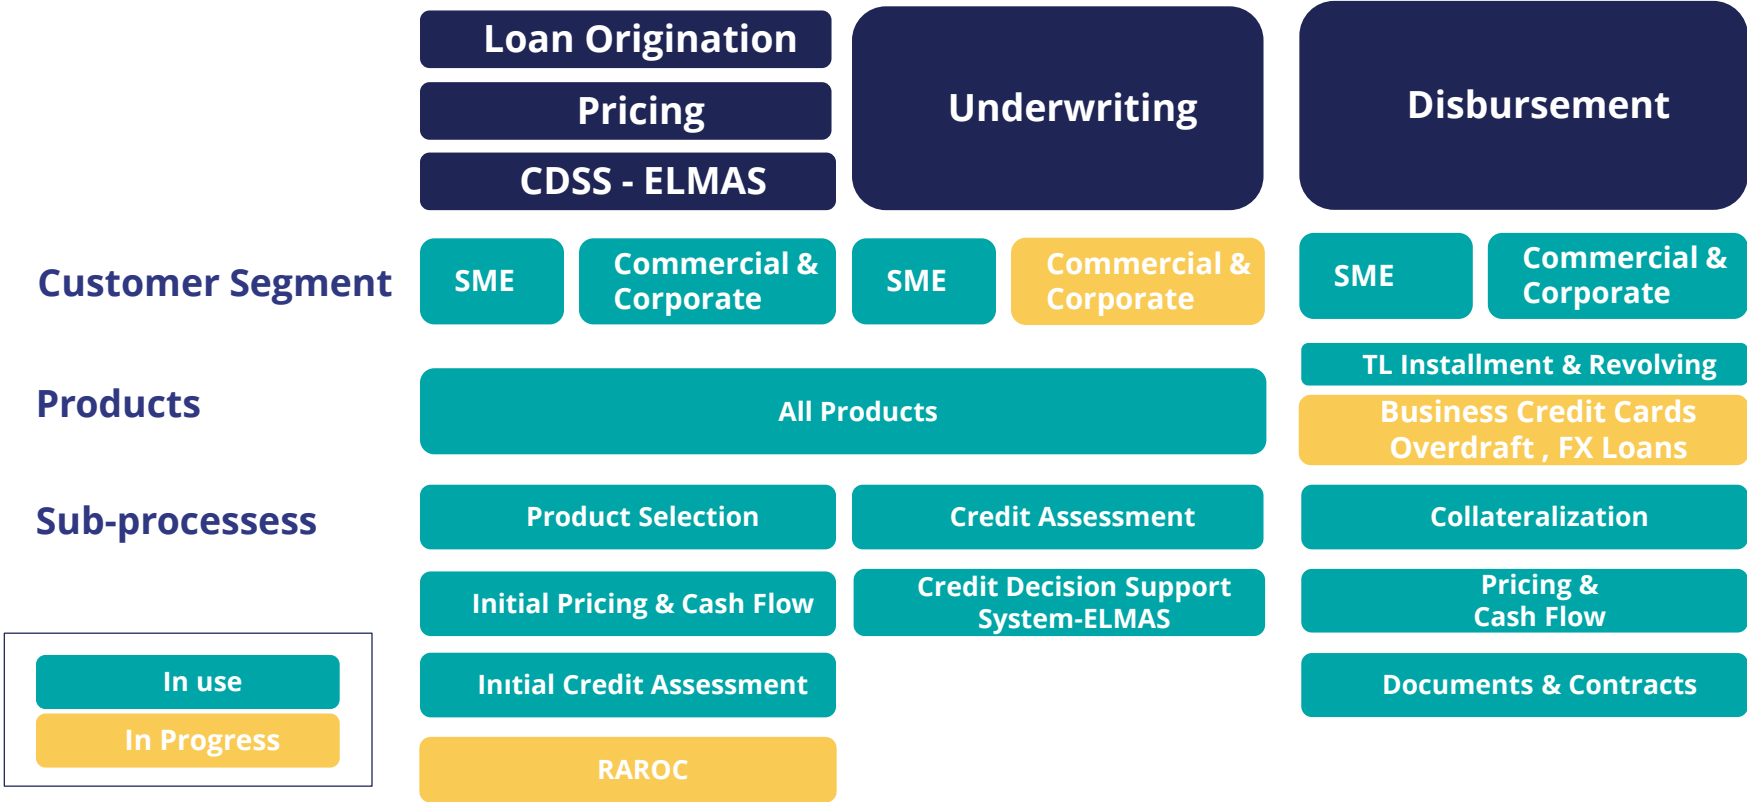 Loan Origination
Pricing
CDSS - ELMAS
Underwriting
Disbursement
Customer Segment
SME
Commercial &
Corporate
SME
Commercial &
Corporate
SME
Commercial &
Corporate
Products
All Products
TL Installment & Revolving
Business Credit Cards
Overdraft , FX Loans
Sub-processess
Product Selection
Credit Assessment
Collateralization
Initial Pricing & Cash Flow
Credit Decision Support
System-ELMAS
Pricing &
Cash Flow
Inıtial Credit Assessment
Documents & Contracts
RAROC
In use
In Progress